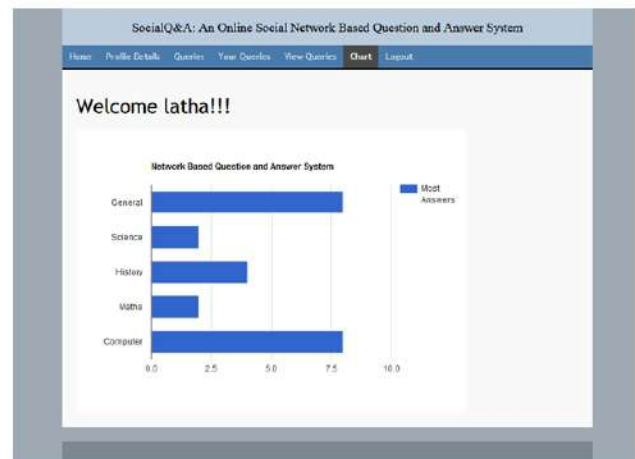 SocialQ&A: An Online Social Network Based Question and Answer System
Home Profile Details Queries Your Queries View Queries Chart Logout
Welcome latha!!!
Network Based Question and Answer System
Most
Answers
General
Science
History
Maths
Computer
0.0 2.5 5.0 7.5 10.0